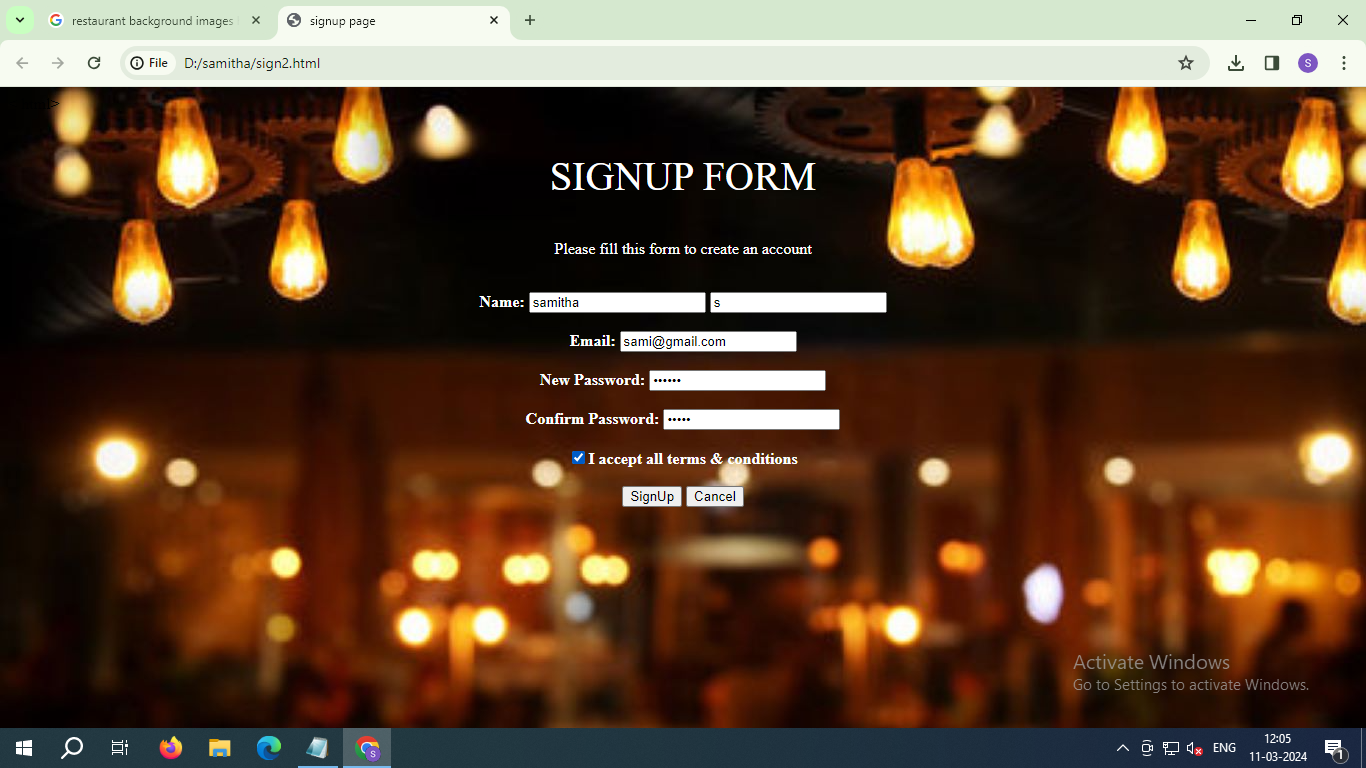 restaurant background images
signup page
File
D:/samitha/sign2.html
S
>
SIGNUP FORM
Please fill this form to create an account
Name: samitha s
Email: sami@gmail.com
New Password: ••••••
Confirm Password: •••••
I accept all terms & conditions
SignUp Cancel
Activate Windows
Go to Settings to activate Windows.
S
ENG
12:05
11-03-2024
1